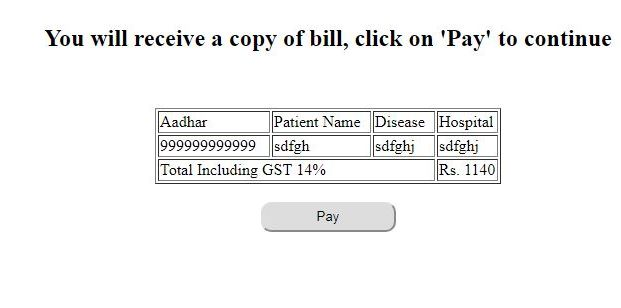 You will receive a copy of bill, click on 'Pay' to continue
Aadhar Patient Name Disease Hospital
999999999999 sdfgh sdfghj sdfghj
Total Including GST 14% Rs. 1140
Pay